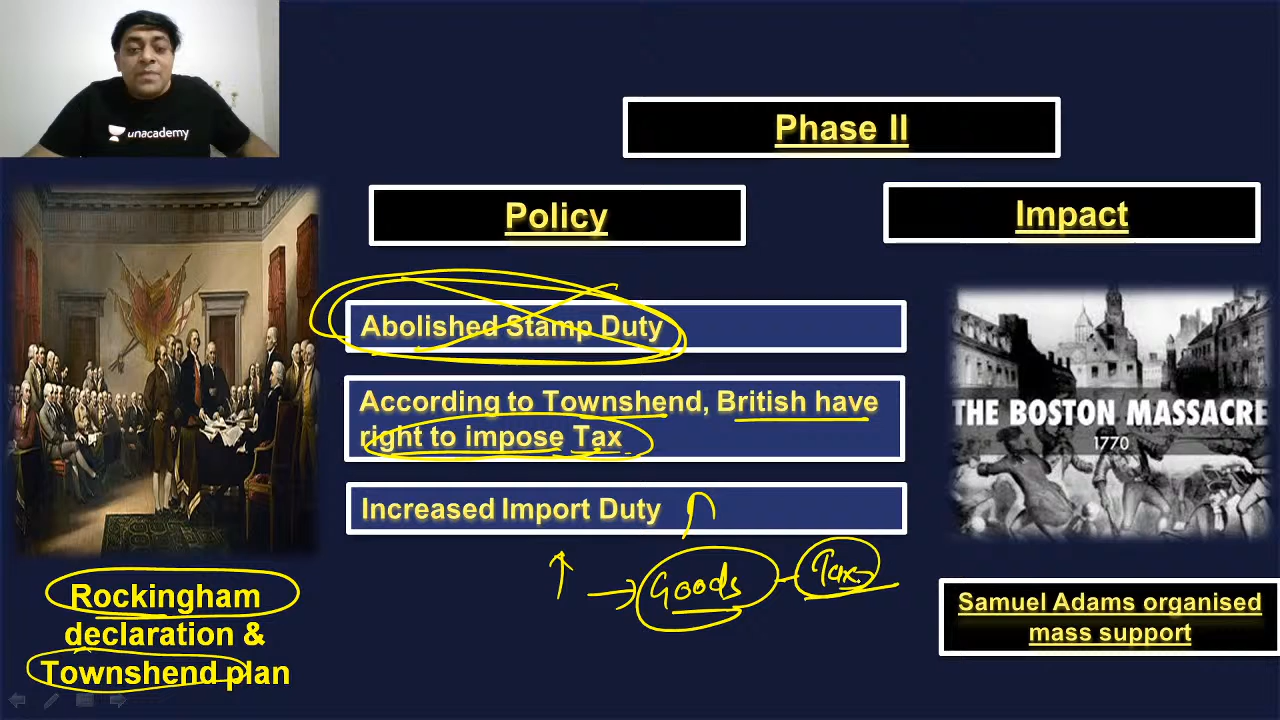 unacademy
Phase II
Policy
Impact
Abolished Stamp Duty
According to Townshend, British have
right to impose Tax
Increased Import Duty
Goods
Tax
THE BOSTON MASSACRE
1770
Rockingham
declaration &
Townshend plan
Samuel Adams organised
mass support